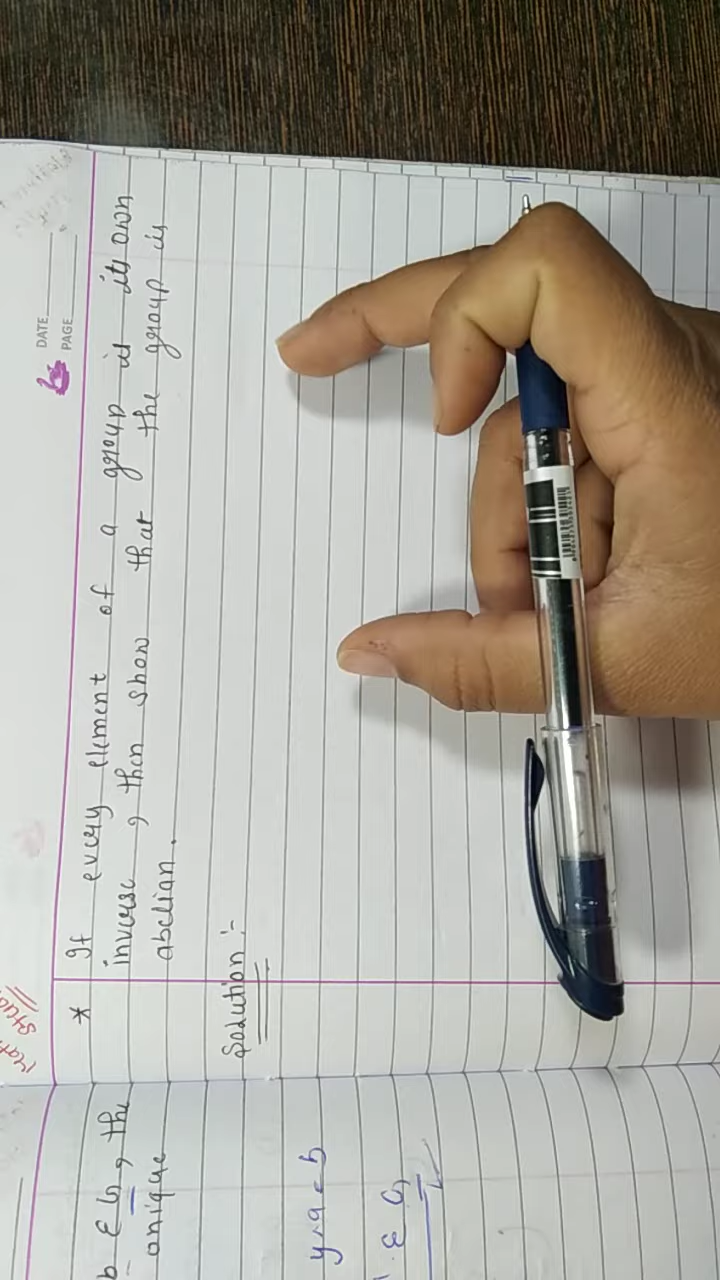 DATE
PAGE
* If every element of a group is its own
inverse, then show that the group is
abelian.
Solution :-
b ε G, the
unique
y.a = b
ε G